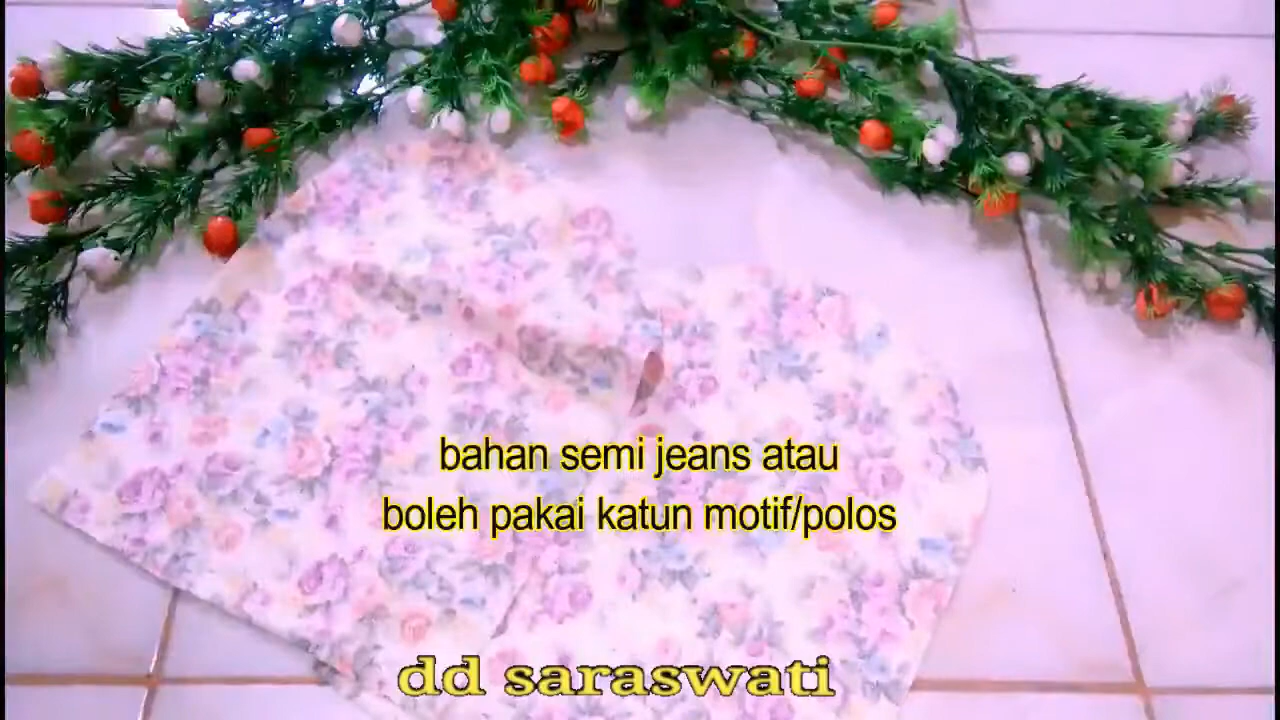 bahan semi jeans atau
boleh pakai katun motif/polos
dd saraswati